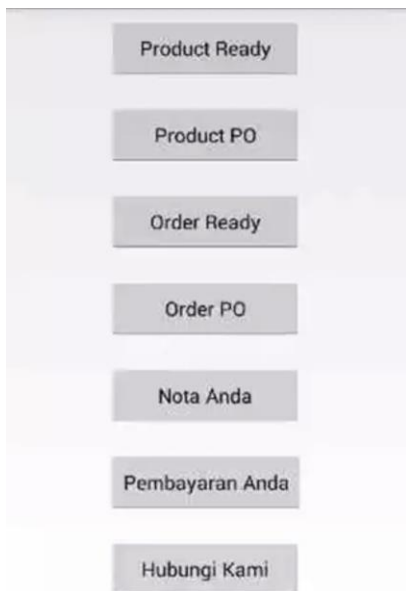 Product Ready
Product PO
Order Ready
Order PO
Nota Anda
Pembayaran Anda
Hubungi Kami